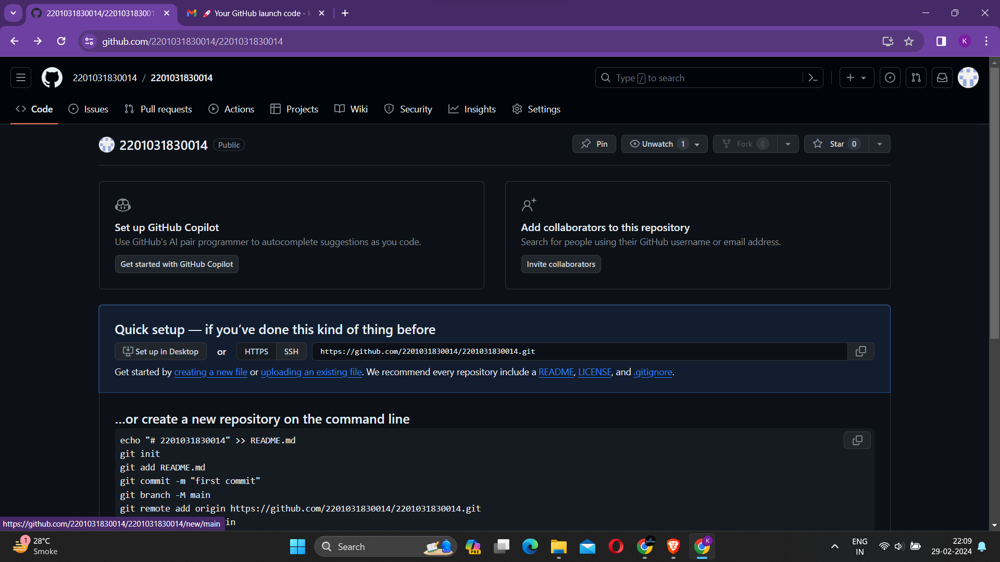 2201031830014/220103183001
🚀 Your GitHub launch code -
github.com/2201031830014/2201031830014
K
2201031830014 / 2201031830014
Type / to search
Code
Issues
Pull requests
Actions
Projects
Wiki
Security
Insights
Settings
2201031830014
Public
Pin
Unwatch 1
Fork 0
Star 0
Set up GitHub Copilot
Use GitHub's AI pair programmer to autocomplete suggestions as you code.
Get started with GitHub Copilot
Add collaborators to this repository
Search for people using their GitHub username or email address.
Invite collaborators
Quick setup — if you’ve done this kind of thing before
Set up in Desktop
or
HTTPS
SSH
https://github.com/2201031830014/2201031830014.git
Get started by creating a new file or uploading an existing file. We recommend every repository include a README, LICENSE, and .gitignore.
...or create a new repository on the command line
echo "# 2201031830014" >> README.md
git init
git add README.md
git commit -m "first commit"
git branch -M main
git remote add origin https://github.com/2201031830014/2201031830014.git
in
https://github.com/2201031830014/2201031830014/new/main
1
28°C
Smoke
Search
PRE
K
ENG
IN
22:09
29-02-2024